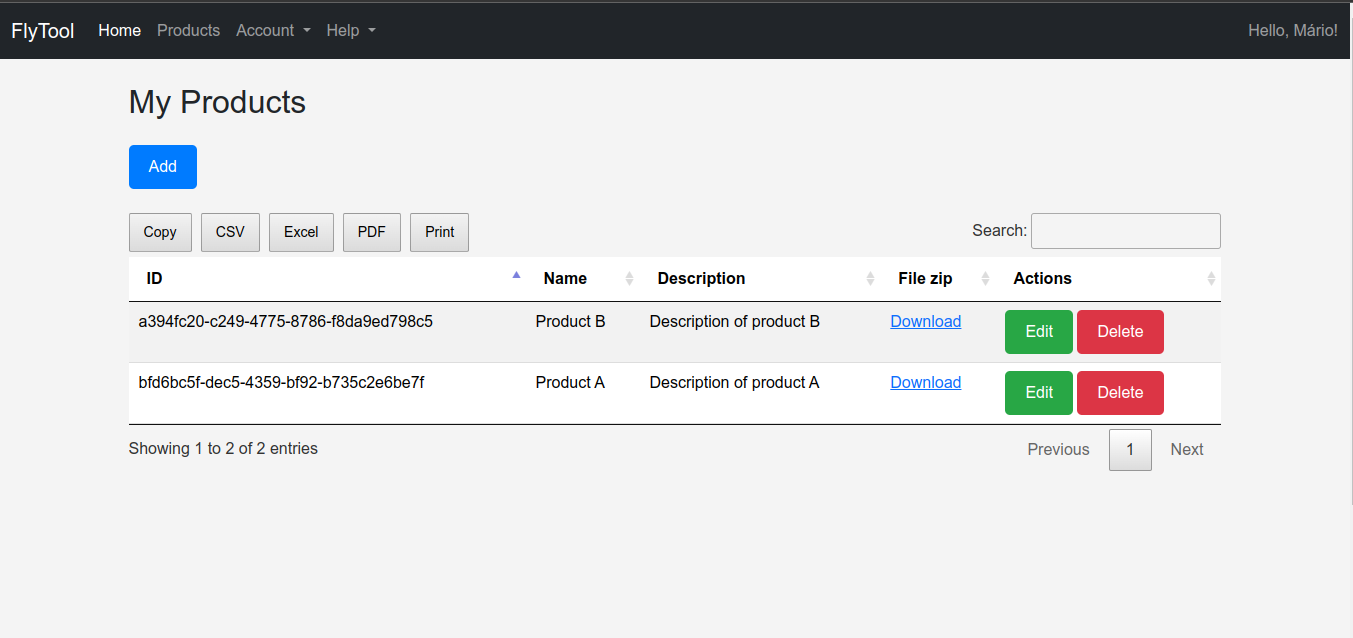 FlyTool Home Products Account Help Hello, Mário!
My Products
Add
Copy CSV Excel PDF Print Search:
ID Name Description File zip Actions
a394fc20-c249-4775-8786-f8da9ed798c5 Product B Description of product B Download Edit Delete
bfd6bc5f-dec5-4359-bf92-b735c2e6be7f Product A Description of product A Download Edit Delete
Showing 1 to 2 of 2 entries Previous 1 Next